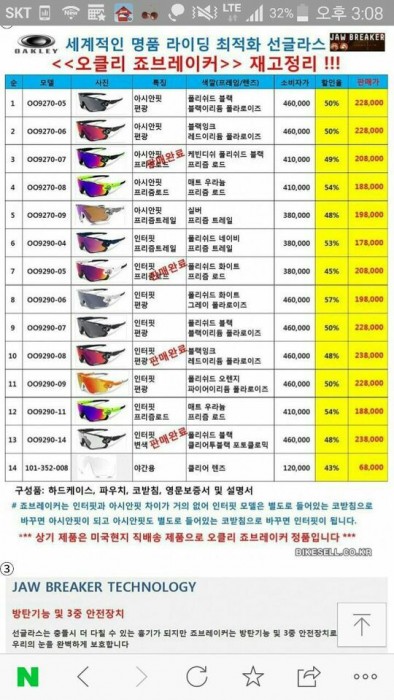 SKT LTE 32% 오후 3:08
OAKLEY
세계적인 명품 라이딩 최적화 선글라스
JAW BREAKER
<<오클리 죠브레이커>> 재고정리 !!!
순 모델 사진 특징 색깔(프레임/렌즈) 소비자가 할인율 판매가
1 OO9270-05 아시안핏 편광 폴리쉬드 블랙 블랙이리듐 폴라로이즈 460,000 50% 228,000
2 OO9270-06 아시안핏 편광 블랙잉크 레드이리듐 폴라로이즈 460,000 50% 228,000
3 OO9270-07 아시안핏 프리즘로드 판매완료 케빈디쉬 폴리쉬드 블랙 프리즘 로드 410,000 49% 208,000
4 OO9270-08 아시안핏 프리즘로드 매트 우라늄 프리즘 로드 410,000 54% 188,000
5 OO9270-09 아시안핏 프리즘트레일 실버 프리즘 트레일 380,000 48% 198,000
6 OO9290-04 인터핏 프리즘트레일 폴리쉬드 네이비 프리즘 트레일 380,000 53% 178,000
7 OO9290-05 인터핏 프리즘로드 판매완료 폴리쉬드 화이트 프리즘 로드 380,000 45% 208,000
8 OO9290-06 인터핏 편광 폴리쉬드 화이트 그레이 폴라로이즈 460,000 57% 198,000
9 OO9290-07 인터핏 편광 폴리쉬드 블랙 블랙이리듐 폴라로이즈 460,000 50% 228,000
10 OO9290-08 인터핏 편광 판매완료 블랙잉크 레드이리듐 폴라로이즈 460,000 48% 238,000
11 OO9290-09 인터핏 편광 폴리쉬드 오렌지 파이어이리듐 폴라로이즈 460,000 50% 228,000
12 OO9290-11 인터핏 프리즘로드 매트 우라늄 프리즘 로드 410,000 54% 188,000
13 OO9290-14 인터핏 변색 판매완료 폴리쉬드 블랙 클리어투블랙 포토클로믹 460,000 48% 238,000
14 101-352-008 야간용 클리어 렌즈 120,000 43% 68,000
구성품: 하드케이스, 파우치, 코받침, 영문보증서 및 설명서
# 죠브레이커는 인터핏과 아시안핏 차이가 거의 없어 인터핏 모델은 별도로 들어있는 코받침으로
바꾸면 아시안핏이 되고 아시안핏도 별도로 들어있는 코받침으로 바꾸면 인터핏이 됩니다.
*** 상기 제품은 미국현지 직배송 제품으로 오클리 죠브레이커 정품입니다 ***
BIKESELL.CO.KR
③
JAW BREAKER TECHNOLOGY
방탄기능 및 3중 안전장치
선글라스는 충돌시 더 다칠 수 있는 흉기가 되지만 죠브레이커는 방탄기능 및 3중 안전장치로
우리의 눈을 완벽하게 보호합니다
N